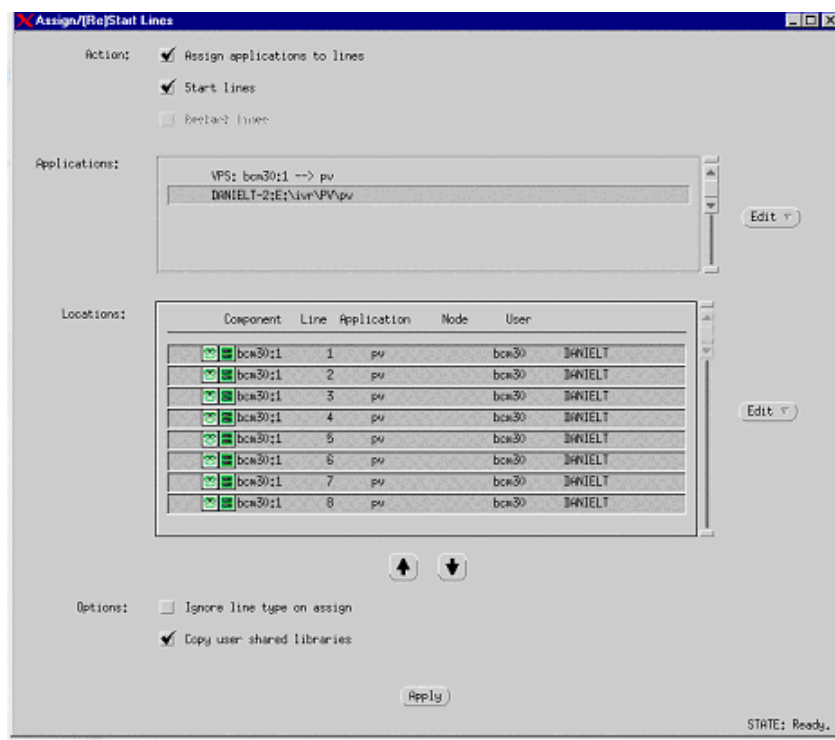 Assign/[Re]Start Lines
Action:
Assign applications to lines
Start lines
Restart lines
Applications:
VPS: bcm30:1 --> pv
DANIELT-2:E:\ivr\PV\pv
Edit
Locations:
Component Line Application Node User
bcm30:1 1 pv bcm30 DANIELT
bcm30:1 2 pv bcm30 DANIELT
bcm30:1 3 pv bcm30 DANIELT
bcm30:1 4 pv bcm30 DANIELT
bcm30:1 5 pv bcm30 DANIELT
bcm30:1 6 pv bcm30 DANIELT
bcm30:1 7 pv bcm30 DANIELT
bcm30:1 8 pv bcm30 DANIELT
Edit
Options:
Ignore line type on assign
Copy user shared libraries
Apply
STATE: Ready.